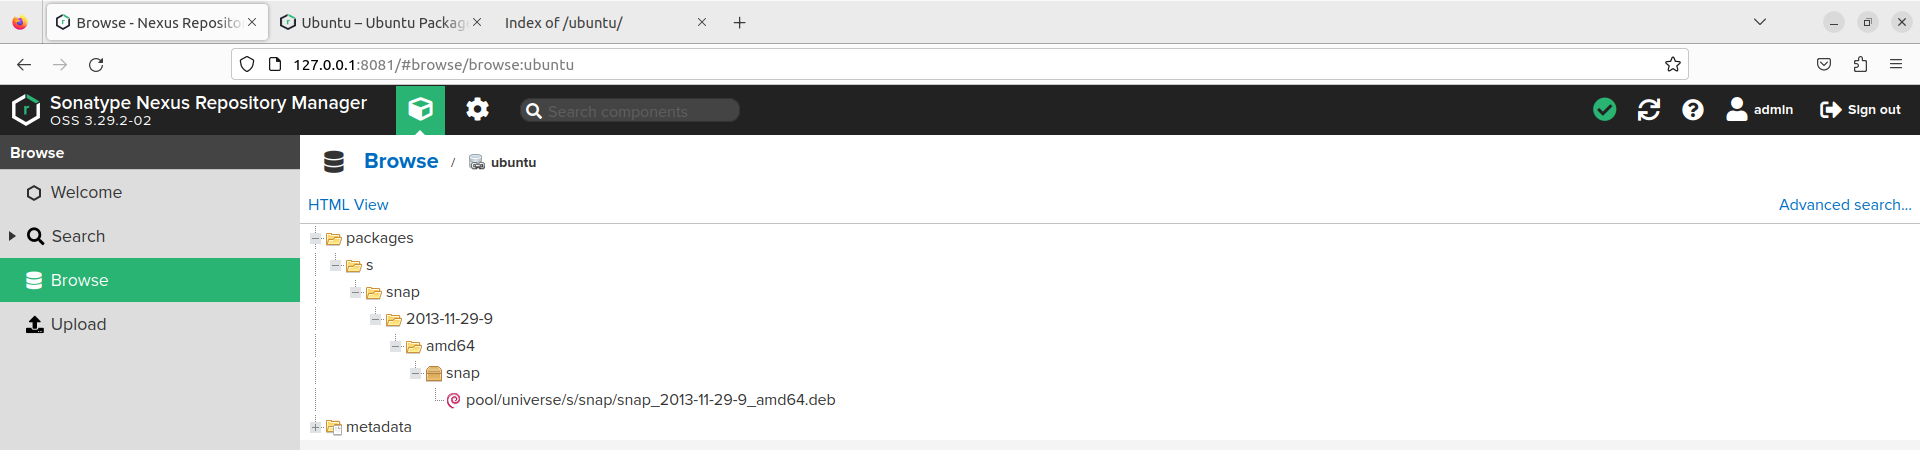 Browse - Nexus Reposito
Ubuntu – Ubuntu Packag
Index of /ubuntu/
127.0.0.1:8081/#browse/browse:ubuntu
Sonatype Nexus Repository Manager
OSS 3.29.2-02
Search components
admin
Sign out
Browse
Welcome
Search
Browse
Upload
Browse / ubuntu
HTML View
Advanced search...
packages
s
snap
2013-11-29-9
amd64
snap
pool/universe/s/snap/snap_2013-11-29-9_amd64.deb
metadata